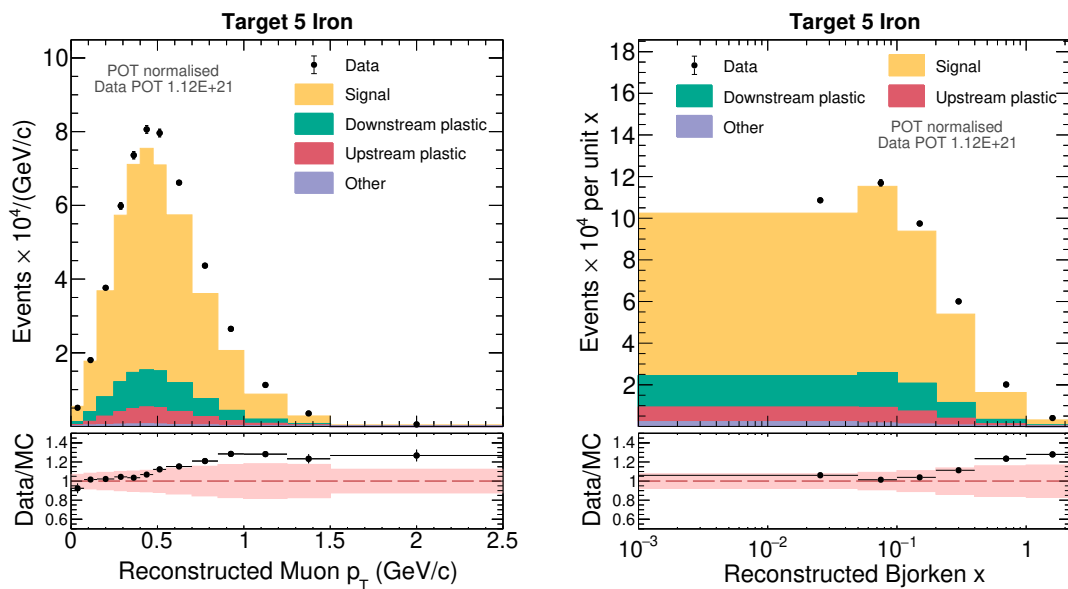 Target 5 Iron
10
8
6
4
2
Events × 10⁴/(GeV/c)
POT normalised
Data POT 1.12E+21
Data
Signal
Downstream plastic
Upstream plastic
Other
1.4
1.2
1
0.8
0.6
Data/MC
0 0.5 1 1.5 2 2.5
Reconstructed Muon p_T (GeV/c)
Target 5 Iron
18
16
14
12
10
8
6
4
2
Events × 10⁴ per unit x
Data Signal
Downstream plastic Upstream plastic
Other
POT normalised
Data POT 1.12E+21
1.4
1.2
1
0.8
0.6
Data/MC
10⁻³ 10⁻² 10⁻¹ 1
Reconstructed Bjorken x